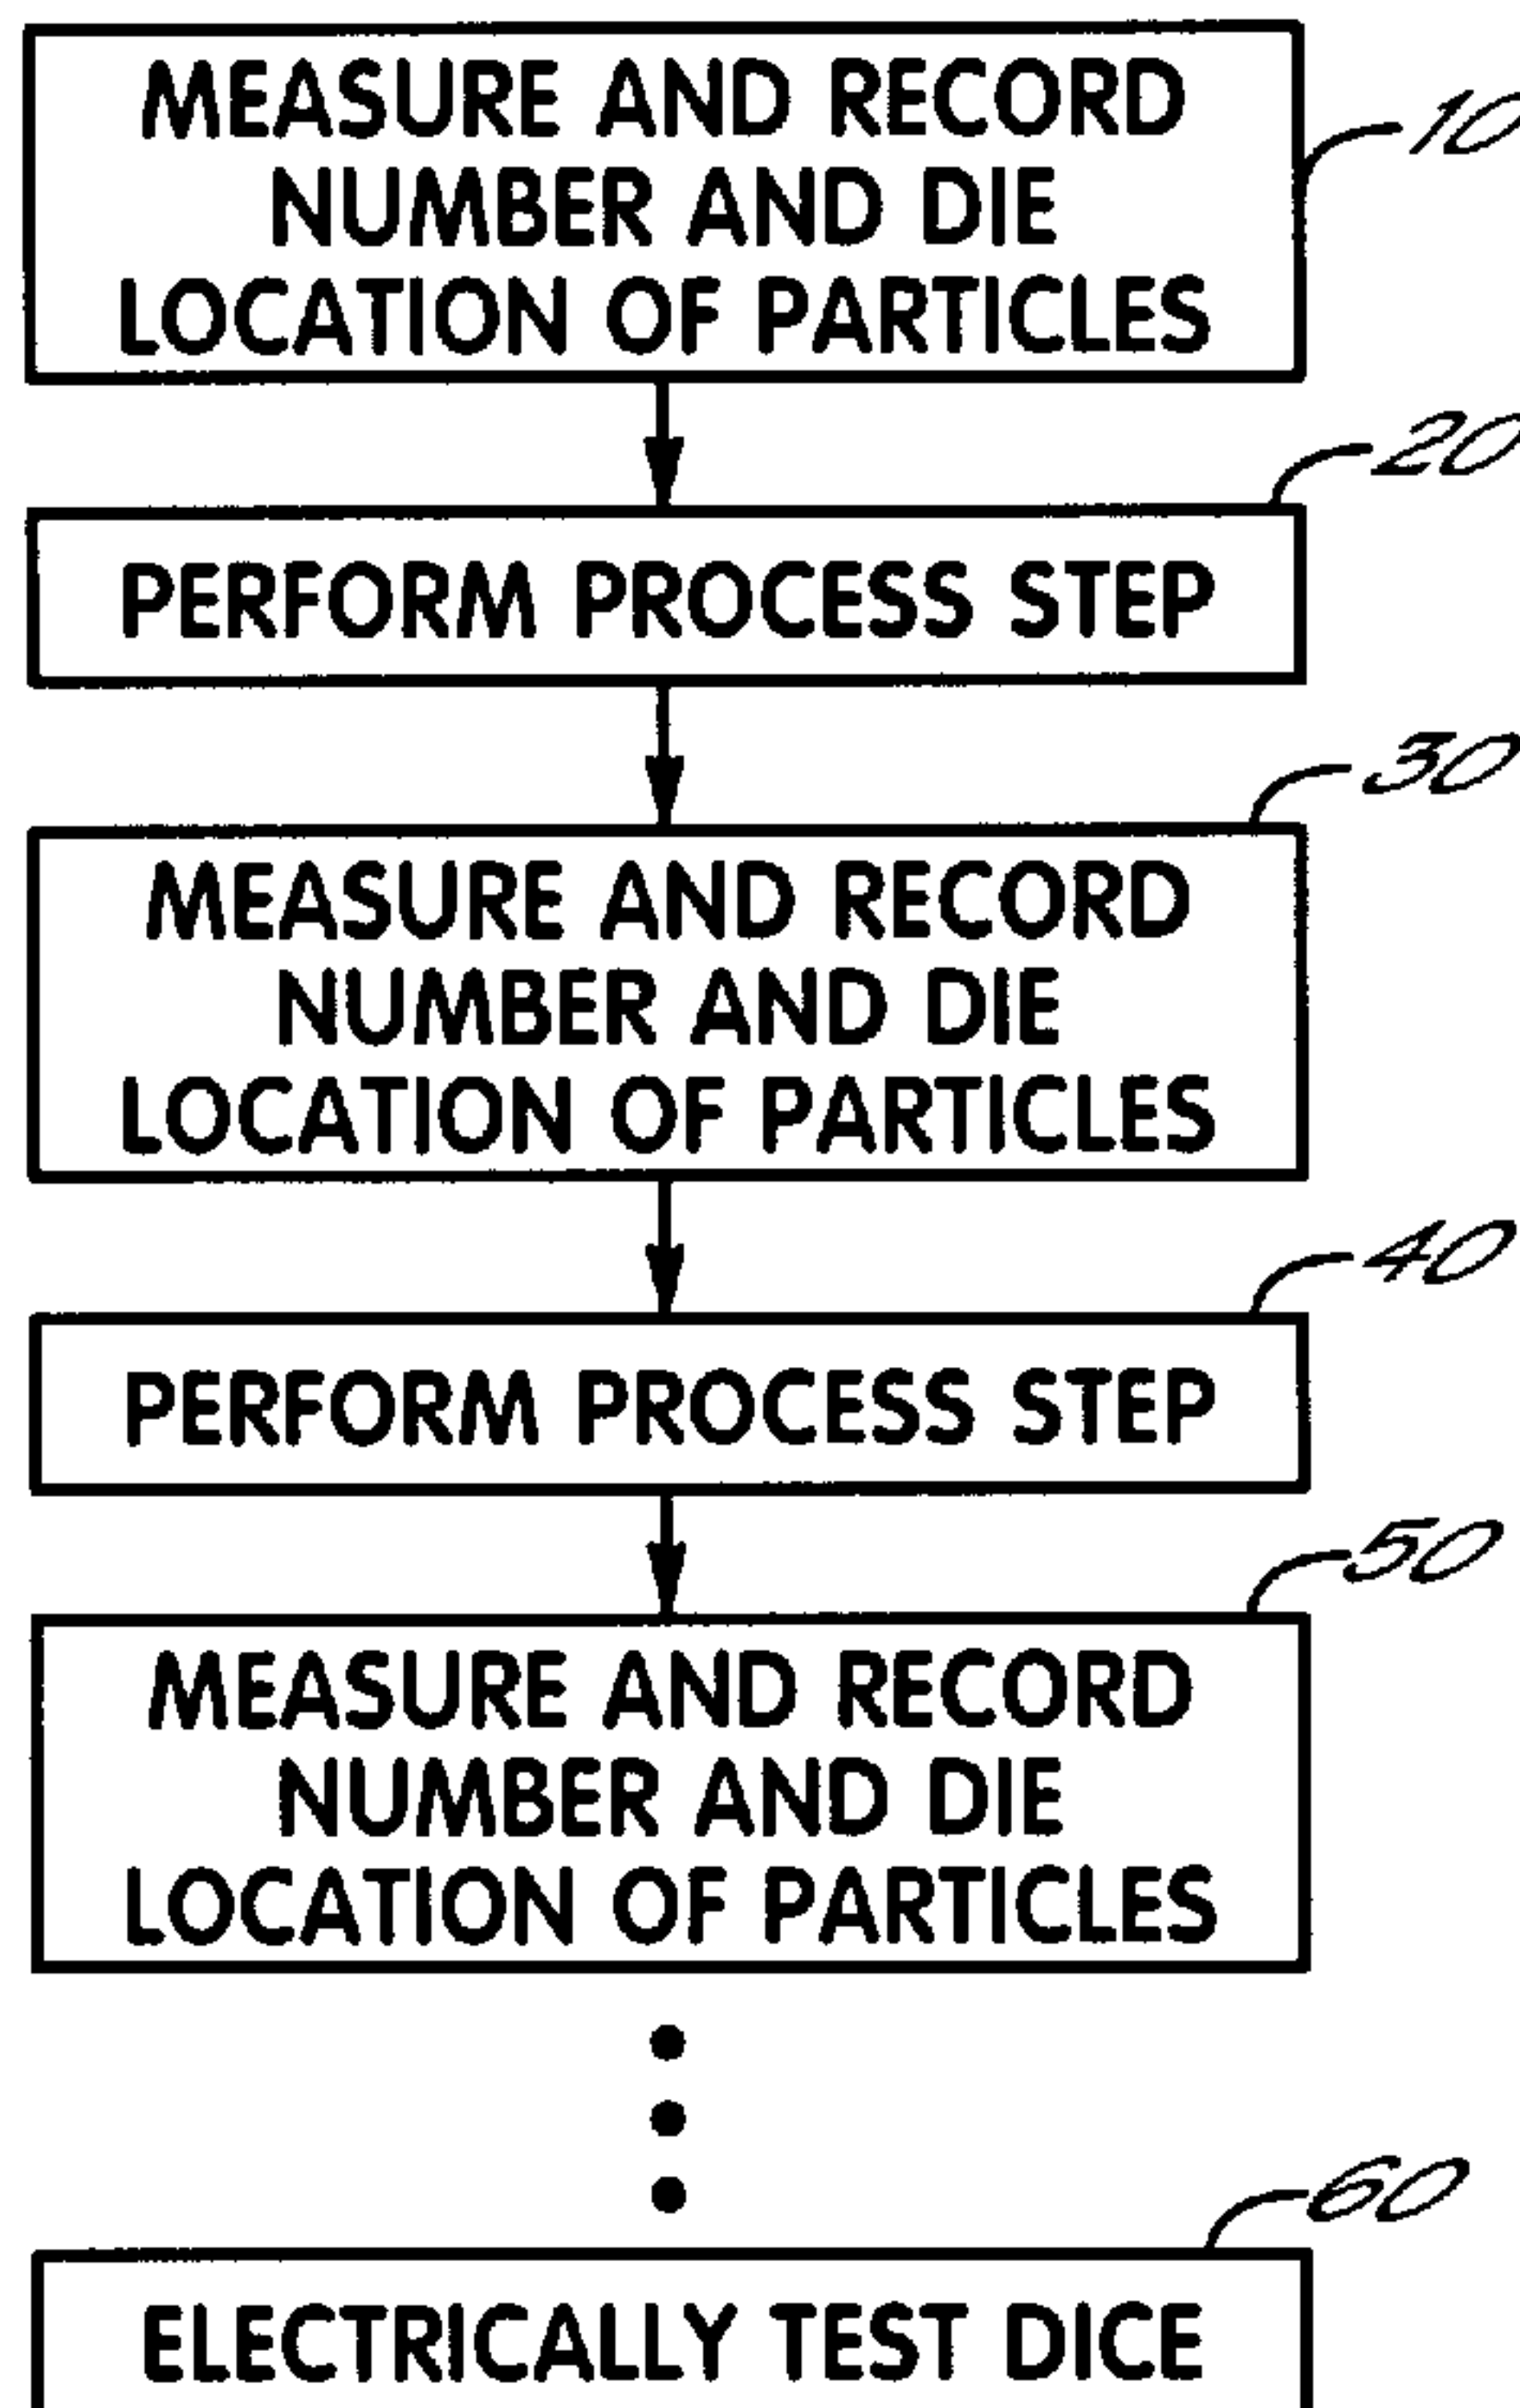 MEASURE AND RECORD
NUMBER AND DIE
LOCATION OF PARTICLES
10
20
PERFORM PROCESS STEP
30
MEASURE AND RECORD
NUMBER AND DIE
LOCATION OF PARTICLES
40
PERFORM PROCESS STEP
50
MEASURE AND RECORD
NUMBER AND DIE
LOCATION OF PARTICLES
60
ELECTRICALLY TEST DICE